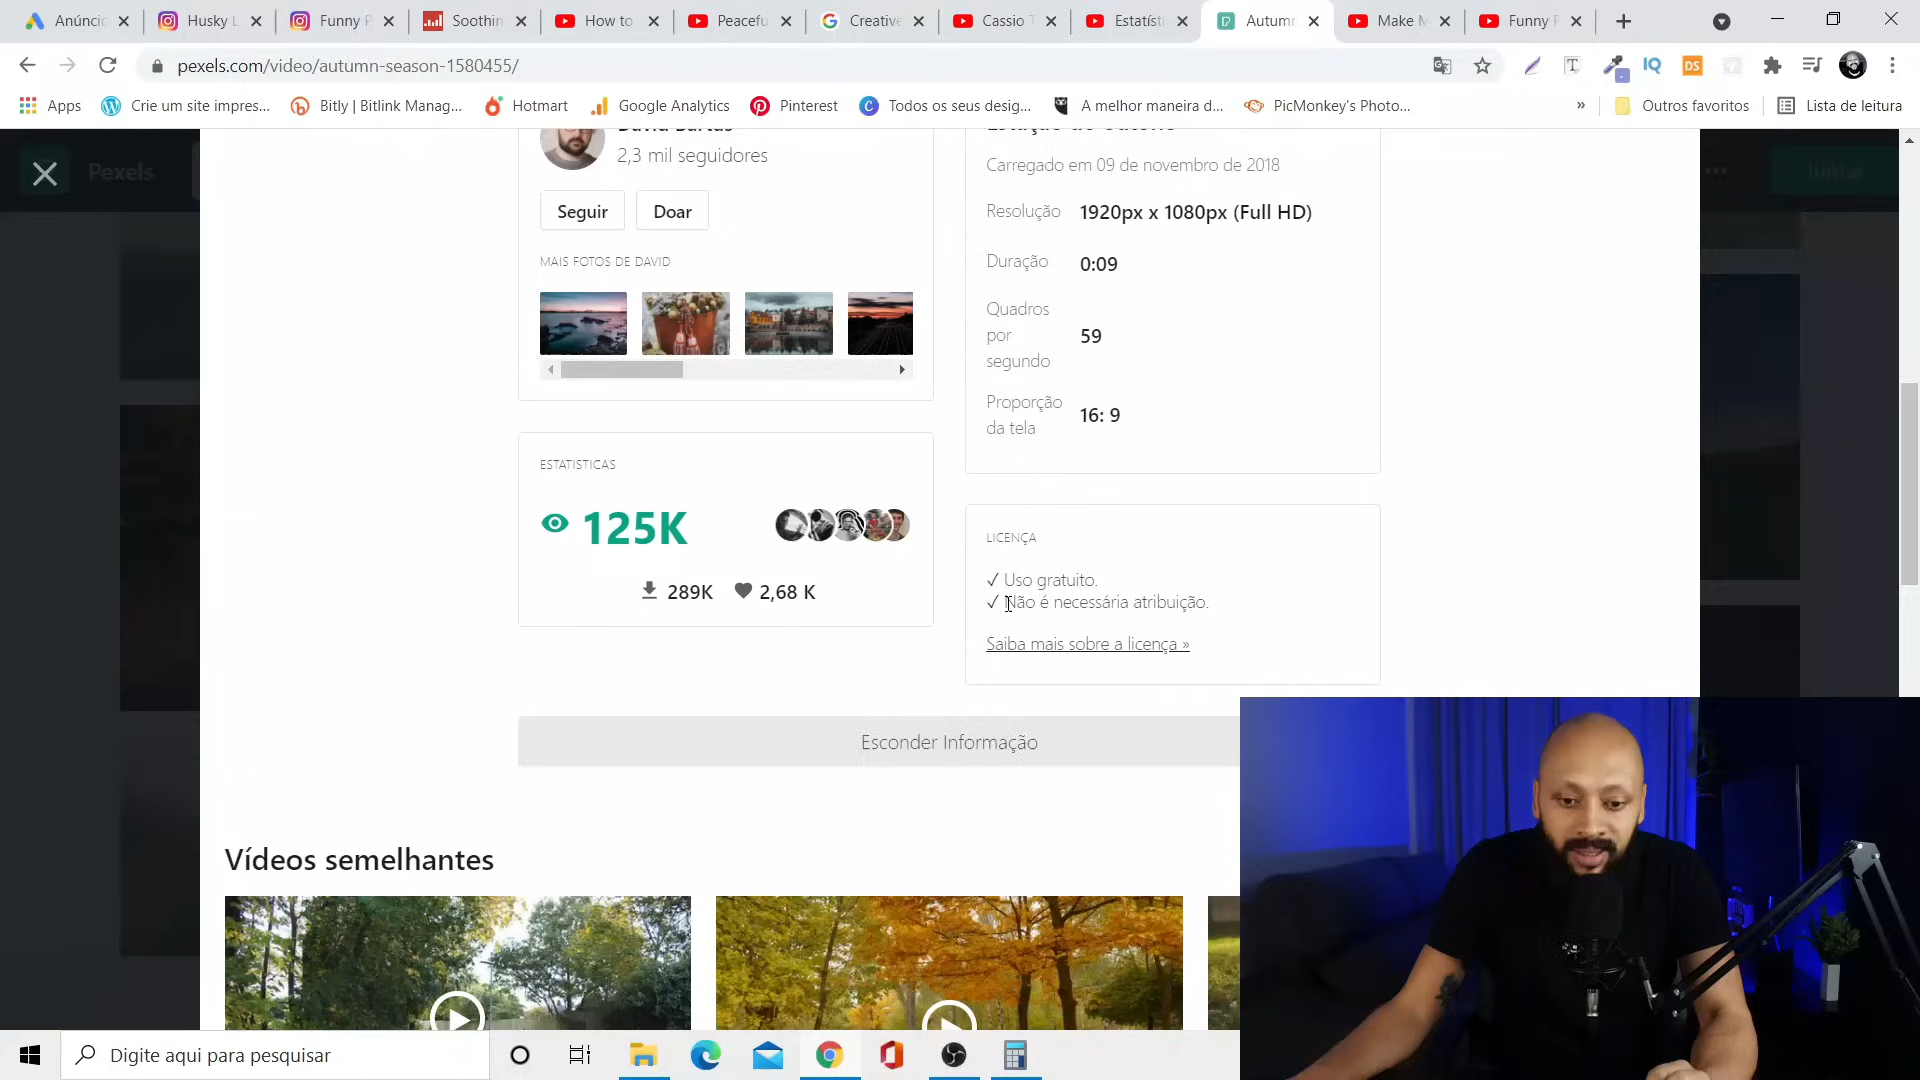 Anúncio
Husky L
Funny P
Soothin
How to
Peacefu
Creative
Cassio T
Estatíst
Autumn
Make M
Funny P
pexels.com/video/autumn-season-1580455/
IQ
DS
Apps
Crie um site impres...
Bitly | Bitlink Manag...
Hotmart
Google Analytics
Pinterest
Todos os seus desig...
A melhor maneira d...
PicMonkey's Photo...
»
Outros favoritos
Lista de leitura
Pexels
2,3 mil seguidores
Seguir
Doar
MAIS FOTOS DE DAVID
Carregado em 09 de novembro de 2018
Resolução 1920px x 1080px (Full HD)
Duração 0:09
Quadros
por
segundo
59
Proporção
da tela
16: 9
ESTATISTICAS
125K
289K
2,68 K
LICENÇA
✓ Uso gratuito.
✓ Não é necessária atribuição.
Saiba mais sobre a licença »
Esconder Informação
Vídeos semelhantes
Digite aqui para pesquisar